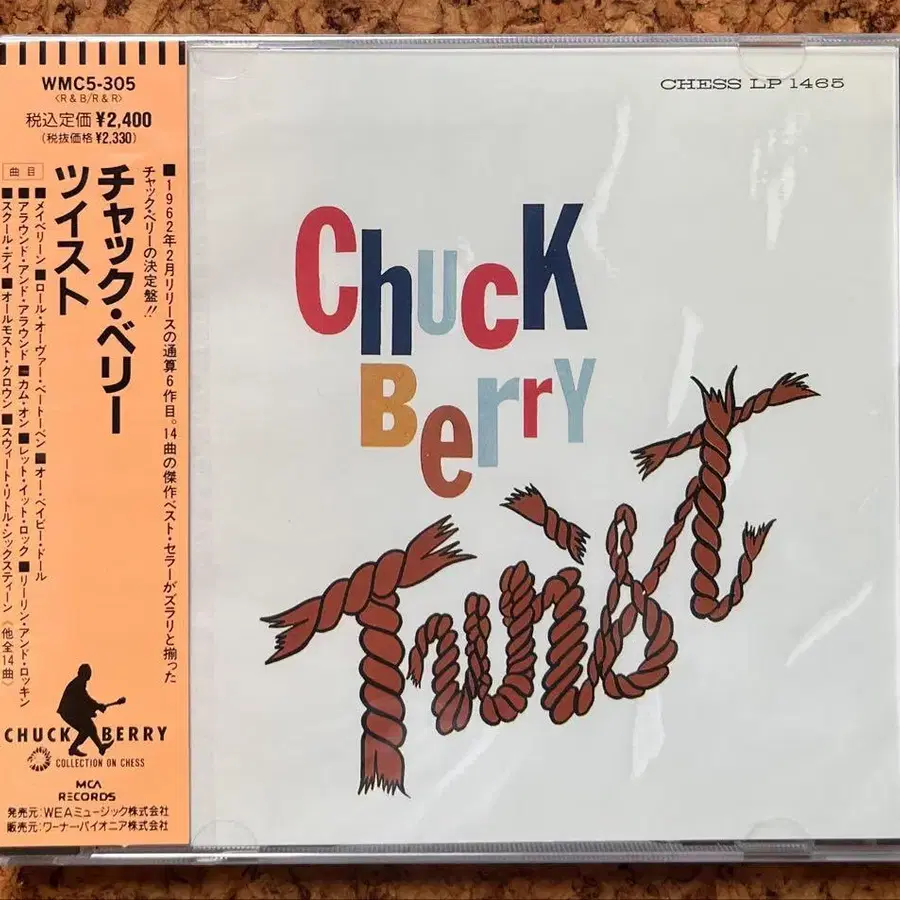 WMC5-305
〈R&B/R&R〉
税込定価¥2,400
(税抜価格¥2,330)
■1962年2月リリースの通算6作目。14曲の傑作ベスト・セラーがズラリと揃った
チャック・ベリーの決定盤!!
チャック・ベリー
ツイスト
曲目
■メイベリーン■ロール・オーヴァー・ベートーベン■オー・ベイビー・ドール
■アラウンド・アンド・アラウンド■カム・オン■レット・イット・ロック■リーリン・アンド・ロッキン
■スクール・デイ■オールモスト・グロウン■スウィート・リトル・シックスティーン《他全14曲》
CHUCK BERRY
COLLECTION ON CHESS
MCA
RECORDS
発売元:WEAミュージック株式会社
販売元:ワーナー・パイオニア株式会社
CHESS LP 1465
Chuck
Berry
Twist